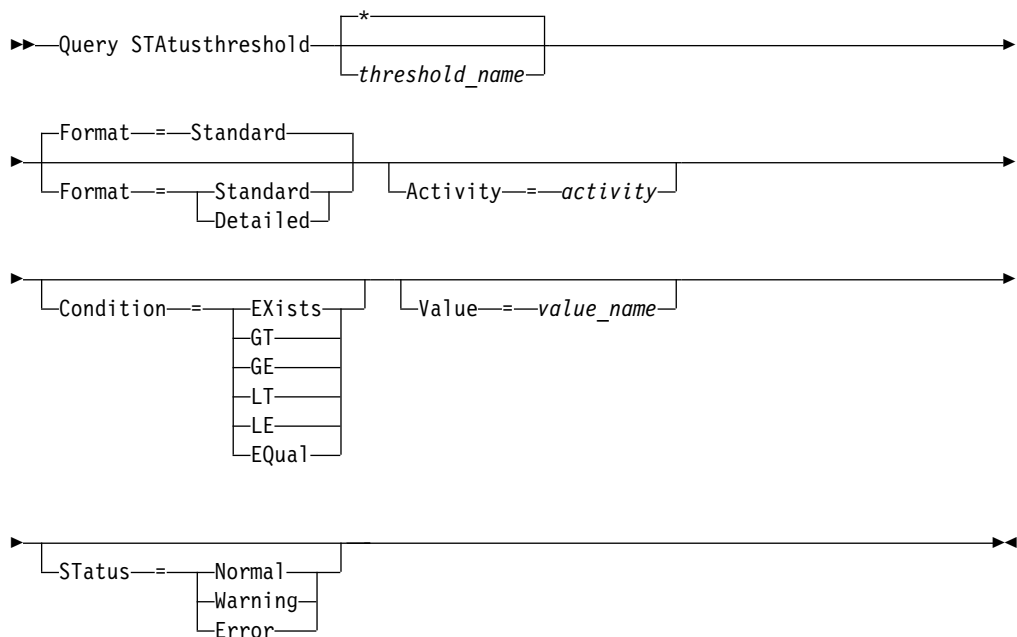 *
Query STAtusthreshold
threshold_name
Format = Standard
Format = Standard Activity = activity
Detailed
Condition = EXists Value = value_name
GT
GE
LT
LE
EQual
STatus = Normal
Warning
Error